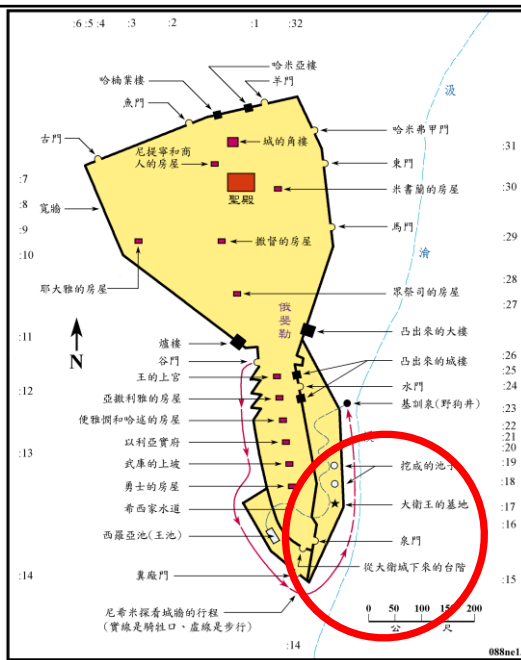 :6 :5 :4
:3
:2
:1
:32
哈米亞樓
羊門
哈楠業樓
魚門
古門
汲
淪
城的角樓
尼提寧和商
人的房屋
聖殿
哈米弗甲門
東門
:31
米書蘭的房屋
:30
:29
:7
:8
寬牆
:9
:10
馬門
撒督的房屋
耶大雅的房屋
眾祭司的房屋
:28
:27
俄斐勒
:11
N
爐樓
谷門
凸出來的大樓
凸出來的城樓
:26
:25
王的上宮
水門
:24
:12
亞撒利雅的房屋
基訓泉(野狗井)
:23
便雅憫和哈述的房屋
:22
:21
以利亞實府
:20
:13
武庫的上坡
挖成的池子
:19
:18
勇士的房屋
希西家水道
大衛王的墓地
:17
:16
西羅亞池(王池)
泉門
從大衛城下來的台階
:14
糞廠門
:15
尼希米探看城牆的行程
(實線是騎牲口、虛線是步行)
0 50 100 150 200
公 尺
:14